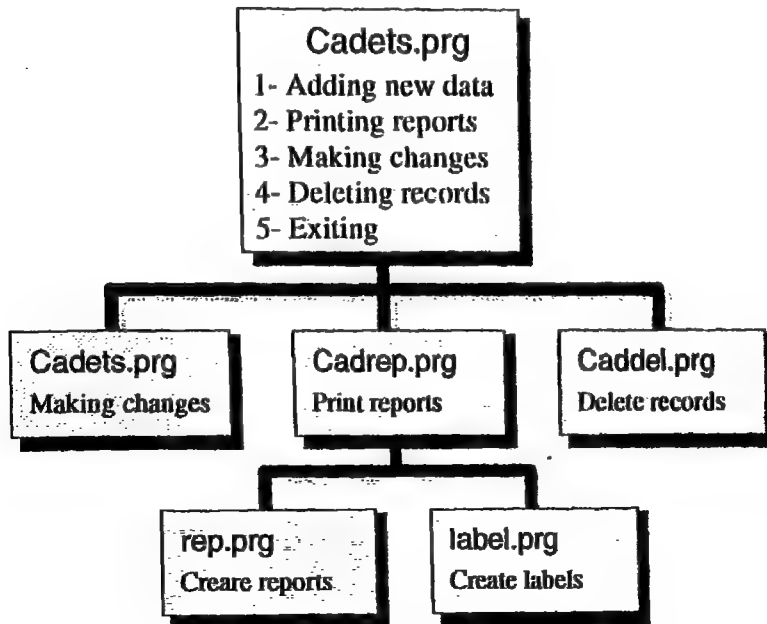 Cadets.prg
1- Adding new data
2- Printing reports
3- Making changes
4- Deleting records
5- Exiting
Cadets.prg
Making changes
Cadrep.prg
Print reports
Caddel.prg
Delete records
rep.prg
Creare reports
label.prg
Create labels